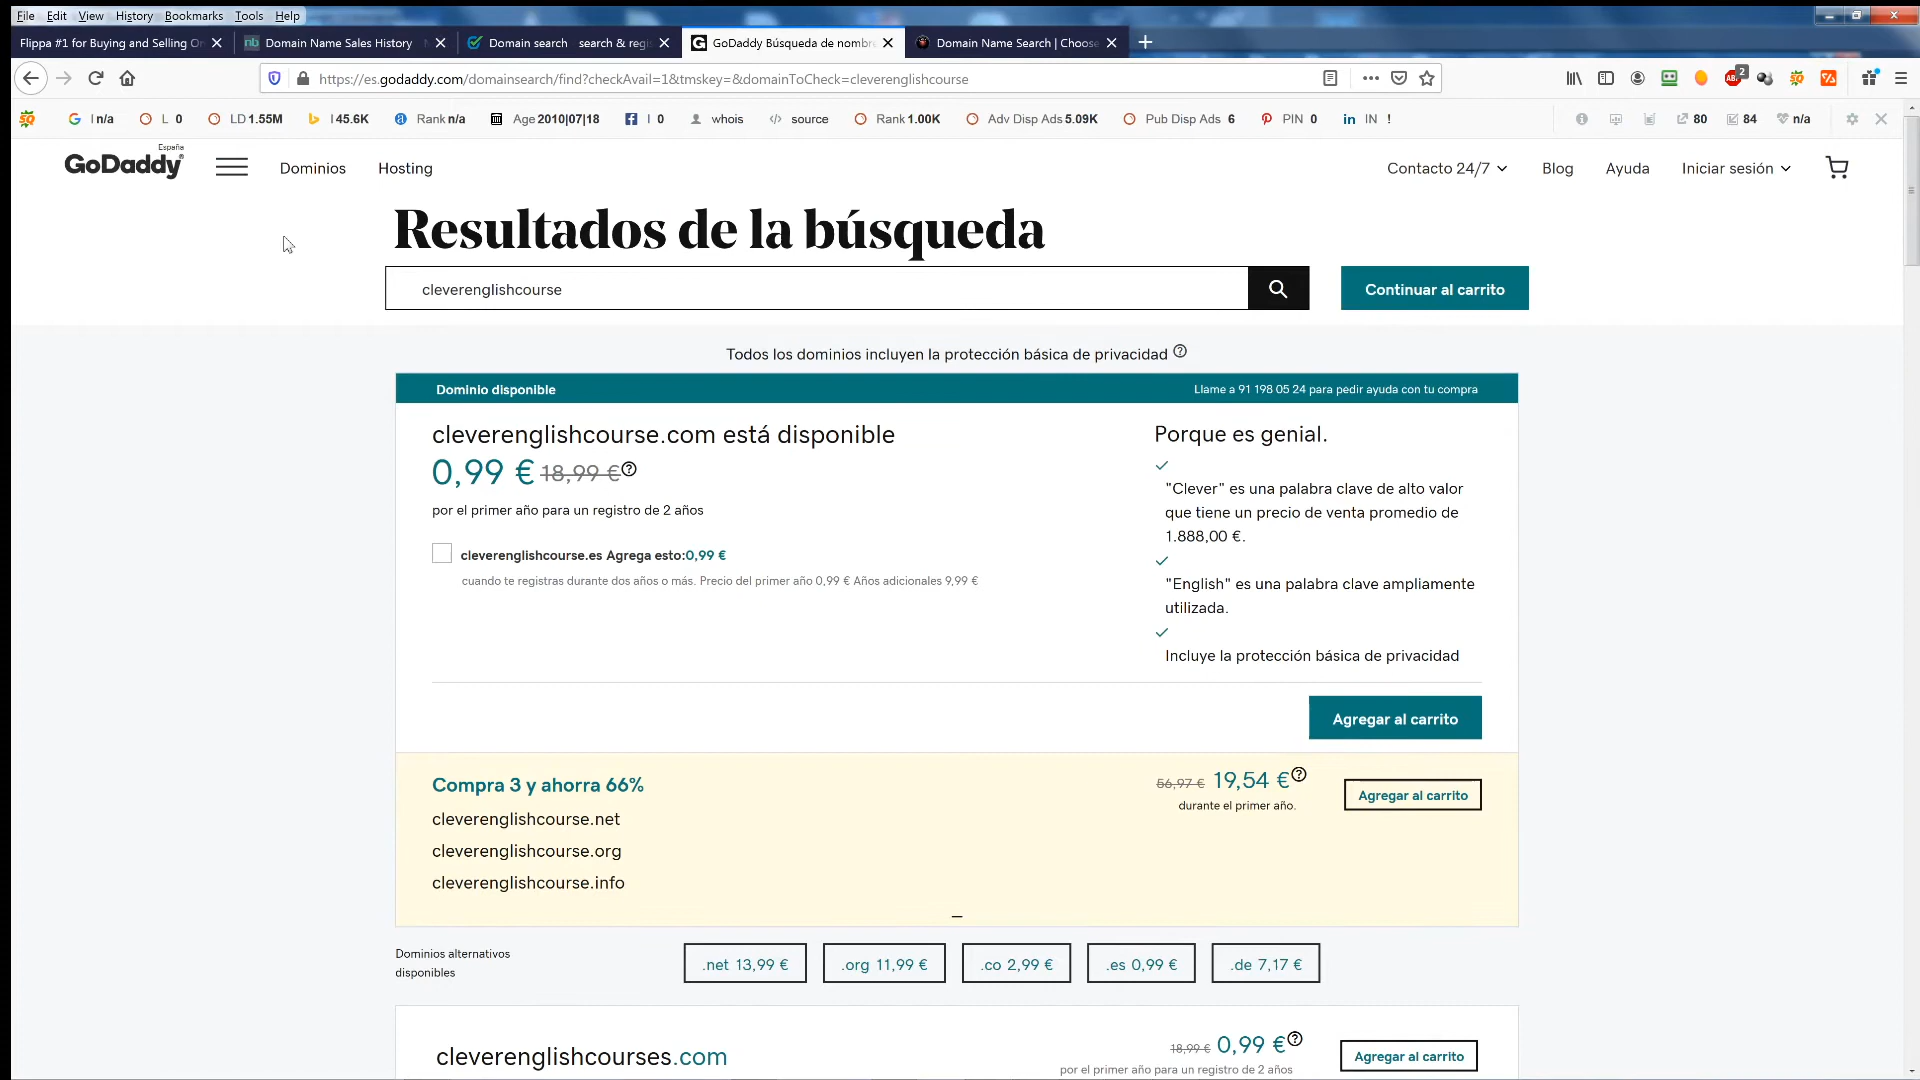 File Edit View History Bookmarks Tools Help
Flippa #1 for Buying and Selling O
Domain Name Sales History
Domain search search & regi
GoDaddy Búsqueda de nombr
Domain Name Search | Choose
https://es.godaddy.com/domainsearch/find?checkAvail=1&tmskey=&domainToCheck=cleverenglishcourse
I n/a L 0 LD 1.55M I 45.6K Rank n/a Age 2010|07|18 I 0 whois source Rank 1.00K Adv Disp Ads 5.09K Pub Disp Ads 6 PIN 0 IN ! 80 84 n/a
España
GoDaddy
Dominios Hosting Contacto 24/7 Blog Ayuda Iniciar sesión
Resultados de la búsqueda
cleverenglishcourse
Continuar al carrito
Todos los dominios incluyen la protección básica de privacidad
Dominio disponible
Llame a 91 198 05 24 para pedir ayuda con tu compra
cleverenglishcourse.com está disponible
0,99 € 18,99 €
por el primer año para un registro de 2 años
cleverenglishcourse.es Agrega esto:0,99 €
cuando te registras durante dos años o más. Precio del primer año 0,99 € Años adicionales 9,99 €
Porque es genial.
"Clever" es una palabra clave de alto valor
que tiene un precio de venta promedio de
1.888,00 €.
"English" es una palabra clave ampliamente
utilizada.
Incluye la protección básica de privacidad
Agregar al carrito
Compra 3 y ahorra 66%
cleverenglishcourse.net
cleverenglishcourse.org
cleverenglishcourse.info
56,97 € 19,54 €
durante el primer año.
Agregar al carrito
Dominios alternativos
disponibles
.net 13,99 €
.org 11,99 €
.co 2,99 €
.es 0,99 €
.de 7,17 €
cleverenglishcourses.com
18,99 € 0,99 €
por el primer año para un registro de 2 años
Agregar al carrito